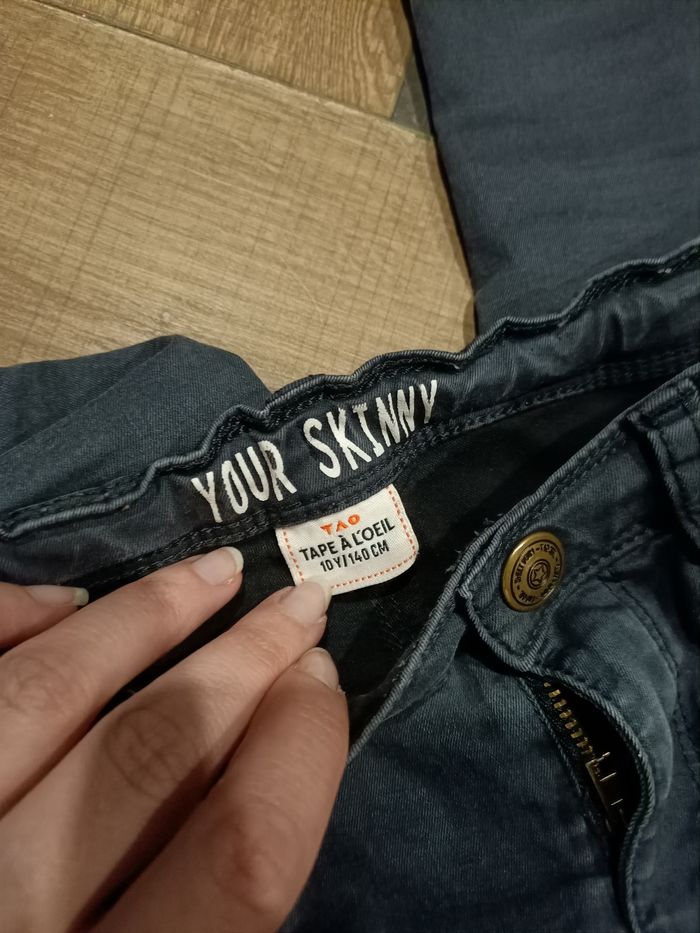 YOUR SKINNY
TAO
TAPE À L'OEIL
10Y/140 CM